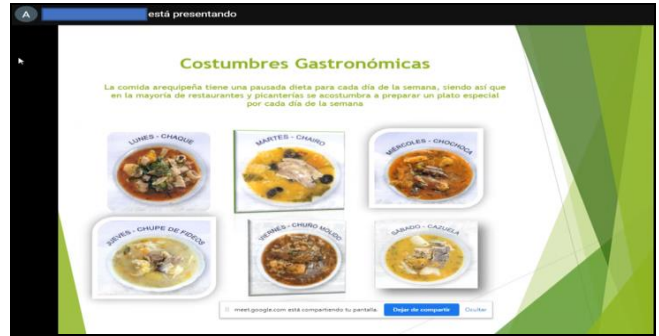 A
está presentando
Costumbres Gastronómicas
La comida arequipeña tiene una pausada dieta para cada día de la semana, siendo así que
en la mayoría de restaurantes y picanterías se acostumbra a preparar un plato especial
por cada día de la semana
LUNES - CHAQUE
MARTES - CHAIRO
MIÉRCOLES - CHOCHOCA
JUEVES - CHUPE DE FIDEOS
VIERNES - CHUÑO MOLIDO
SÁBADO - CAZUELA
meet.google.com está compartiendo tu pantalla.
Dejar de compartir
Ocultar